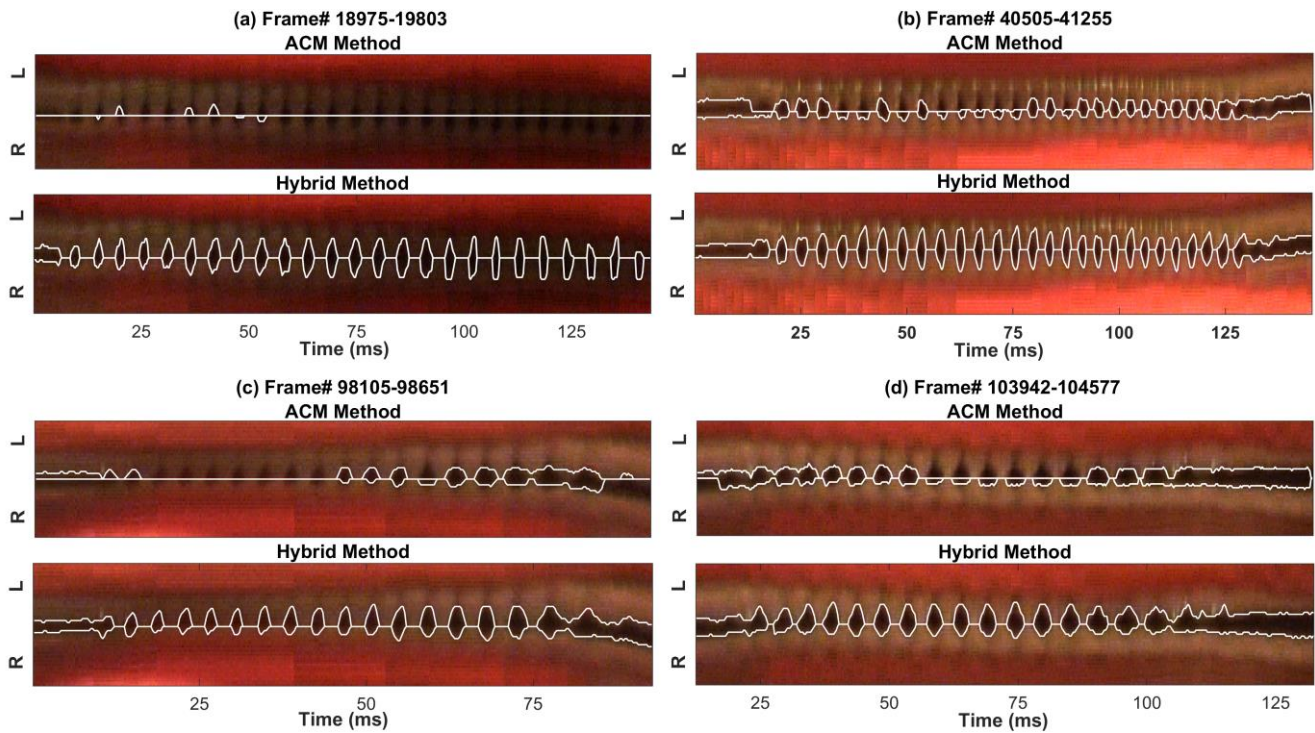 (a) Frame# 18975-19803
ACM Method
L
R
Hybrid Method
L
R
25 50 75 100 125
Time (ms)
(b) Frame# 40505-41255
ACM Method
L
R
Hybrid Method
L
R
25 50 75 100 125
Time (ms)
(c) Frame# 98105-98651
ACM Method
L
R
Hybrid Method
L
R
25 50 75
Time (ms)
(d) Frame# 103942-104577
ACM Method
L
R
Hybrid Method
L
R
25 50 75 100 125
Time (ms)